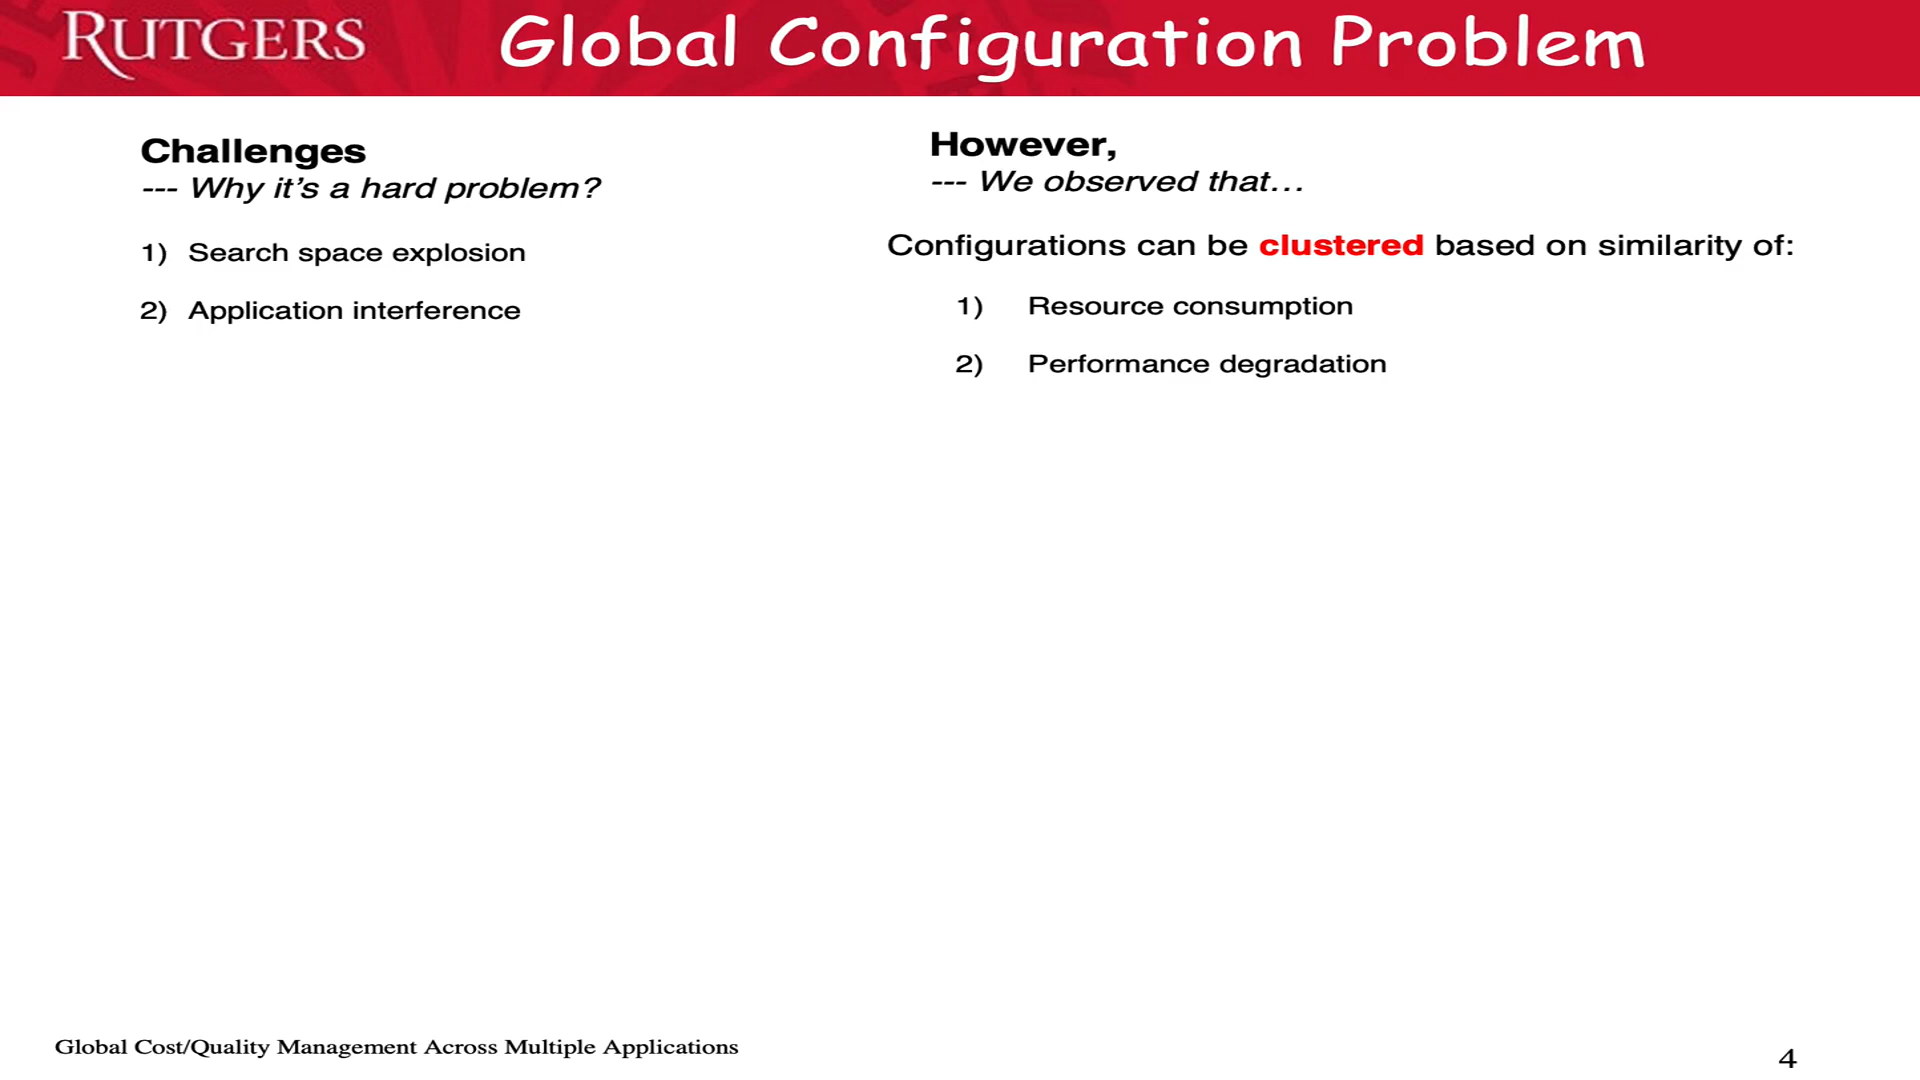 RUTGERS
Global Configuration Problem
Challenges
--- Why it’s a hard problem?
1) Search space explosion
2) Application interference
However,
--- We observed that…
Configurations can be clustered based on similarity of:
1) Resource consumption
2) Performance degradation
Global Cost/Quality Management Across Multiple Applications
4